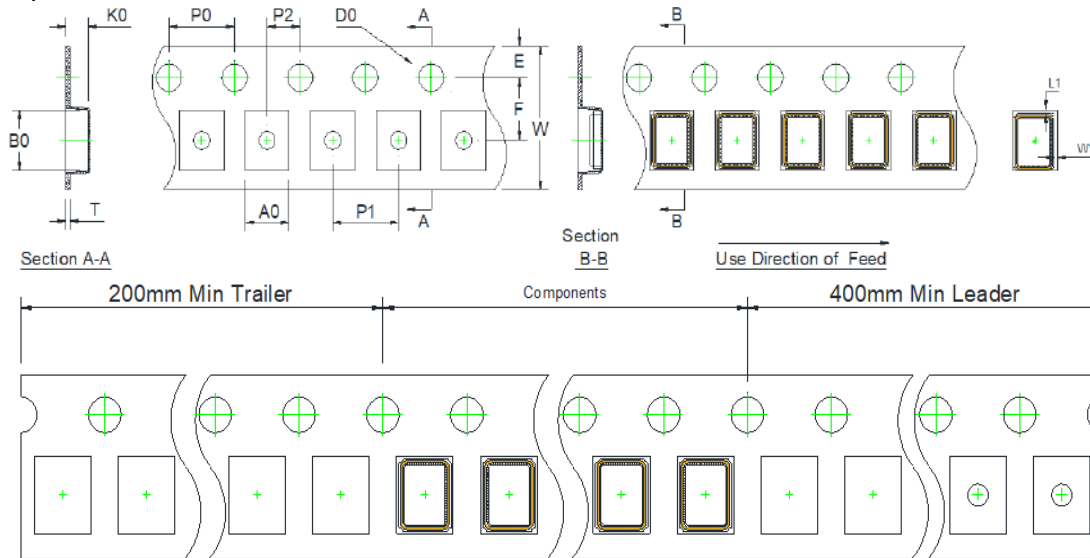 K0 P0 P2 D0 A B
E
L1
F W
B0
W
T A0 P1 A B
Section A-A
Section
B-B
Use Direction of Feed
200mm Min Trailer Components 400mm Min Leader